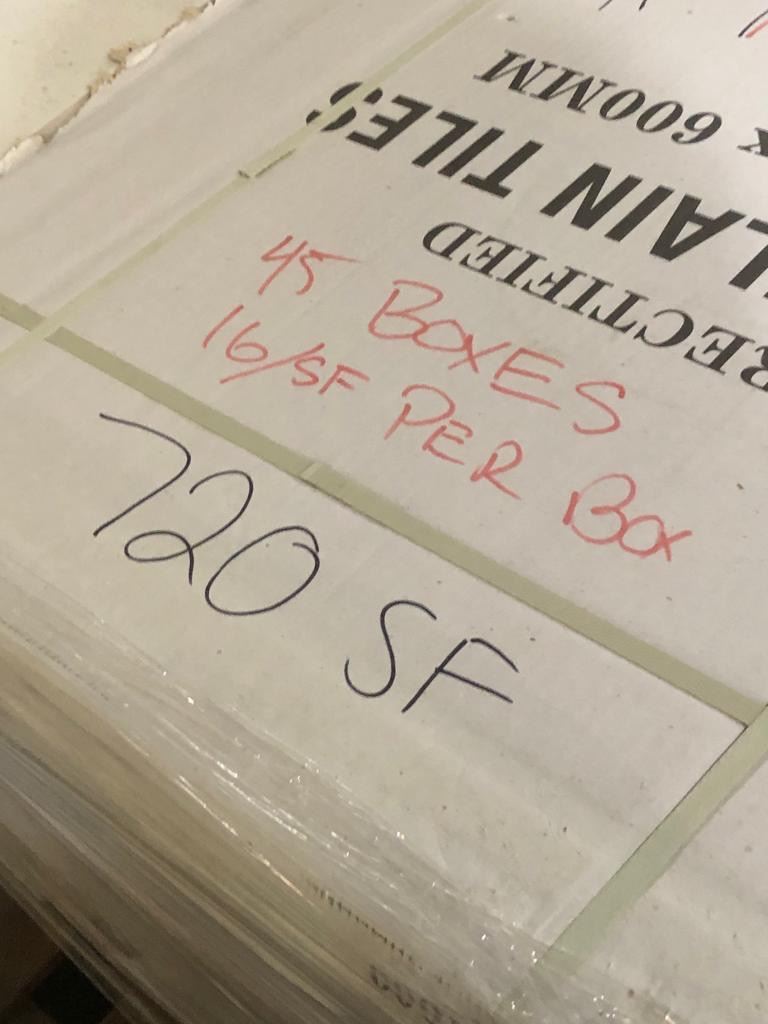 x 600MM
LAIN TILES
RECTIFIED
45 BOXES
16/SF PER BOX
720 SF